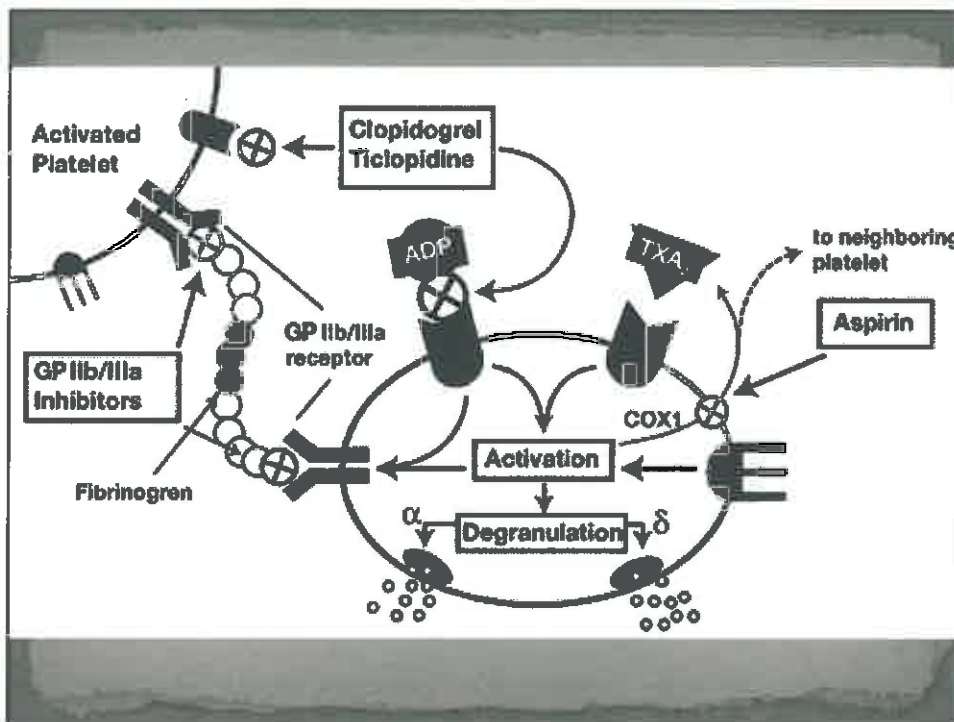 Activated
Platelet
Clopidogrel
Ticlopidine
ADP
TXA
to neighboring
platelet
Aspirin
GP IIb/IIIa
receptor
GP IIb/IIIa
Inhibitors
COX1
Activation
Fibrinogren
α
Degranulation
δ